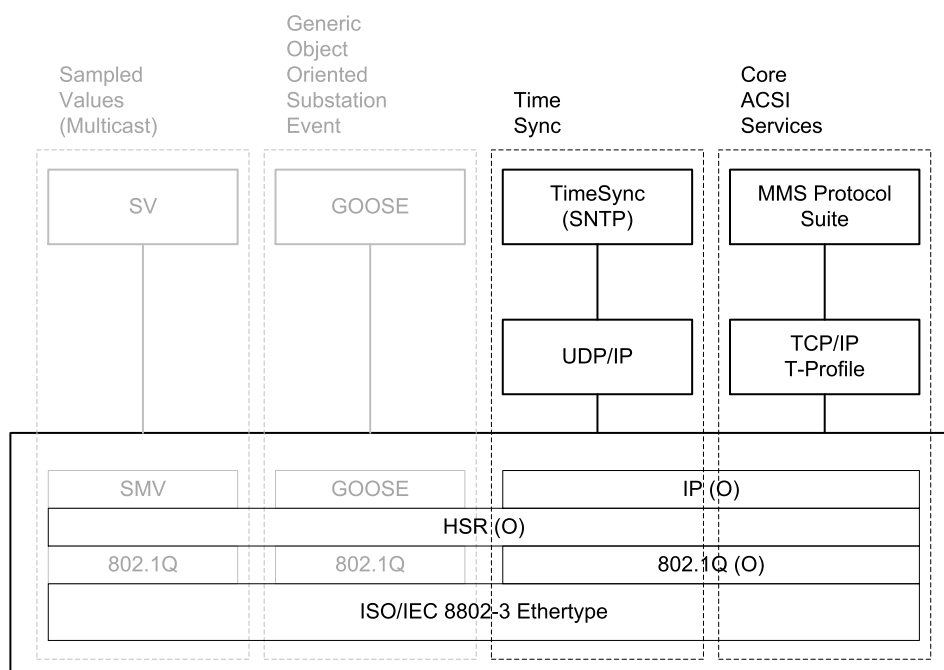 Sampled
Values
(Multicast)
Generic
Object
Oriented
Substation
Event
Time
Sync
Core
ACSI
Services
SV
GOOSE
TimeSync
(SNTP)
MMS Protocol
Suite
UDP/IP
TCP/IP
T-Profile
SMV
GOOSE
IP (O)
HSR (O)
802.1Q
802.1Q
802.1Q (O)
ISO/IEC 8802-3 Ethertype